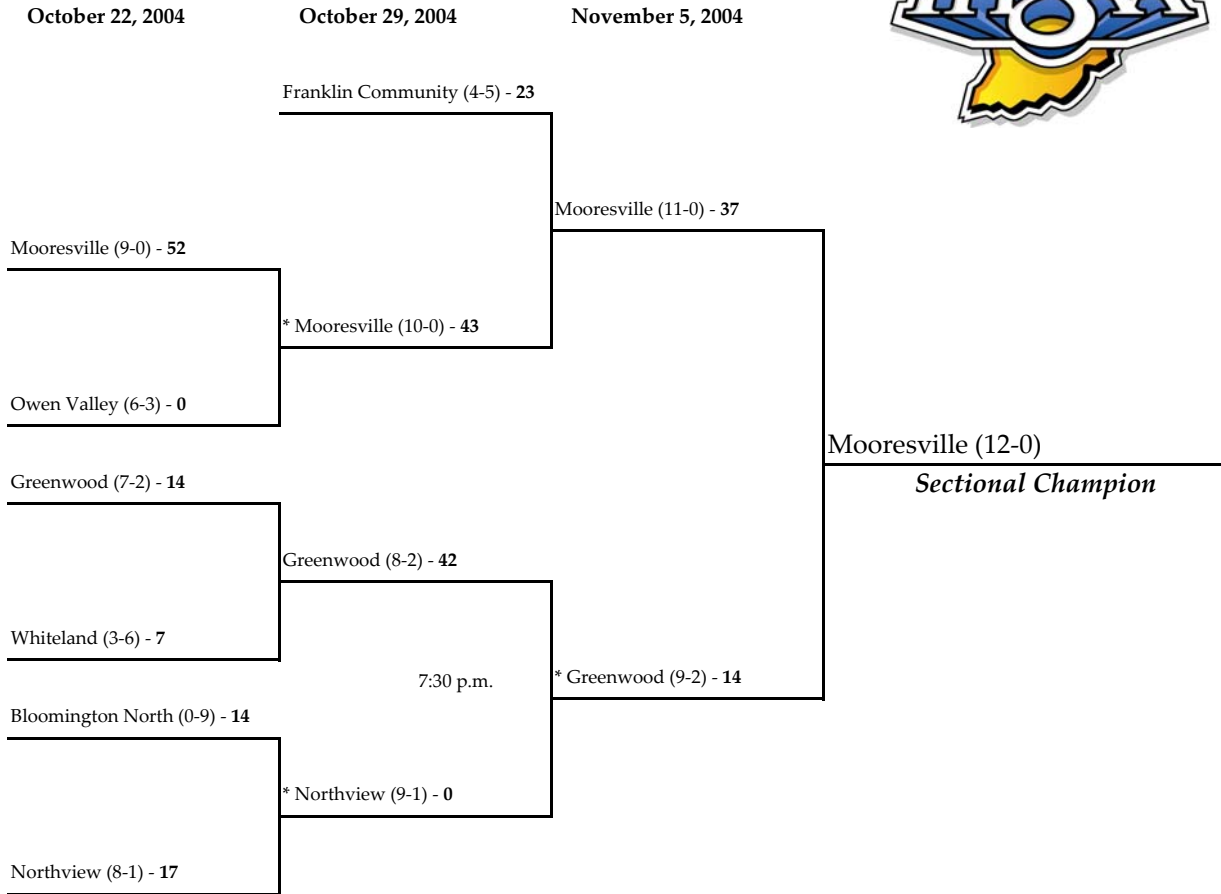 October 22, 2004 October 29, 2004 November 5, 2004
Franklin Community (4-5) - 23
Mooresville (11-0) - 37
Mooresville (9-0) - 52
* Mooresville (10-0) - 43
Owen Valley (6-3) - 0
Mooresville (12-0)
Sectional Champion
Greenwood (7-2) - 14
Greenwood (8-2) - 42
Whiteland (3-6) - 7
7:30 p.m.
* Greenwood (9-2) - 14
Bloomington North (0-9) - 14
* Northview (9-1) - 0
Northview (8-1) - 17